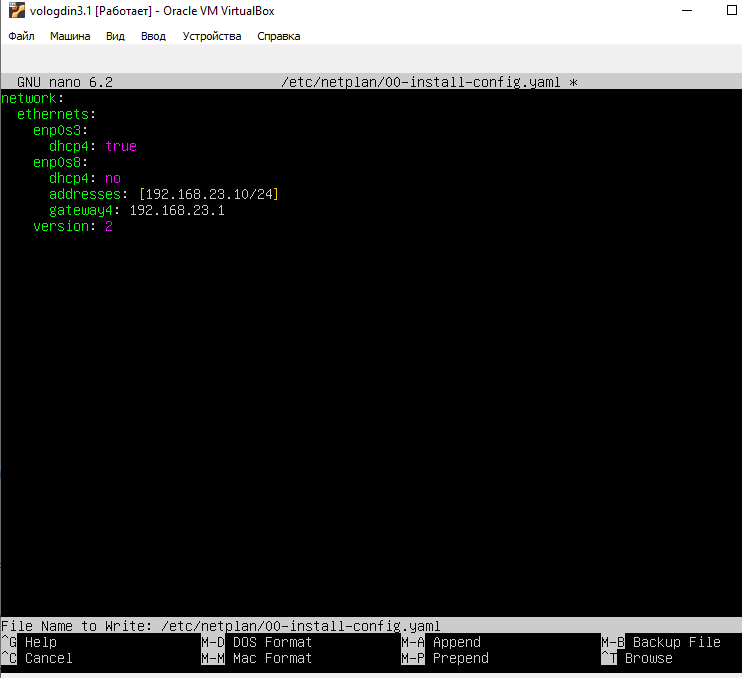 vologdin3.1 [Работает] - Oracle VM VirtualBox
Файл Машина Вид Ввод Устройства Справка
GNU nano 6.2 /etc/netplan/00-install-config.yaml *
network:
  ethernets:
    enp0s3:
      dhcp4: true
    enp0s8:
      dhcp4: no
      addresses: [192.168.23.10/24]
      gateway4: 192.168.23.1
    version: 2
File Name to Write: /etc/netplan/00-install-config.yaml
^G Help M-D DOS Format M-A Append M-B Backup File
^C Cancel M-M Mac Format M-P Prepend ^T Browse